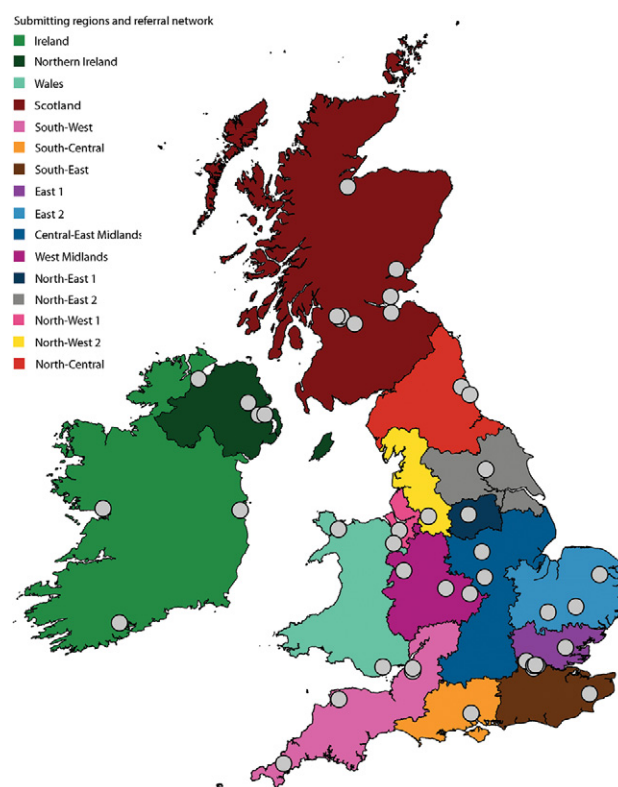 Submitting regions and referral network
Ireland
Northern Ireland
Wales
Scotland
South-West
South-Central
South-East
East 1
East 2
Central-East Midlands
West Midlands
North-East 1
North-East 2
North-West 1
North-West 2
North-Central